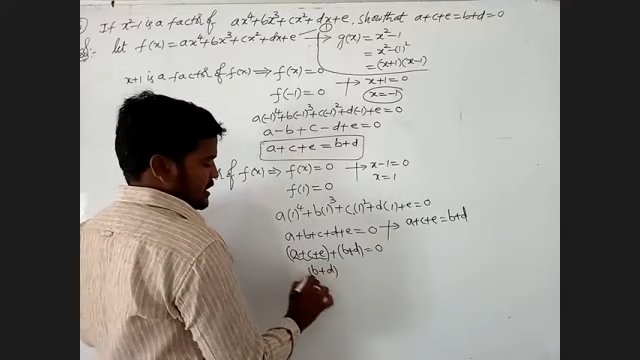 If x²-1 is a factor of ax⁴+bx³+cx²+dx+e, show that a+c+e=b+d=0
let f(x)=ax⁴+bx³+cx²+dx+e → ①
g(x)=x²-1
=x²-(1)²
=(x+1)(x-1)
x+1 is a factor of f(x)⟹f(x)=0
x+1=0
f(-1)=0
x=-1
a(-1)⁴+b(-1)³+c(-1)²+d(-1)+e=0
a-b+c-d+e=0
a+c+e=b+d
of f(x)⟹ f(x)=0
x-1=0
f(1)=0
x=1
a(1)⁴+b(1)³+c(1)²+d(1)+e=0
a+b+c+d+e=0
→ a+c+e=b+d
(a+c+e)+(b+d)=0
(b+d)